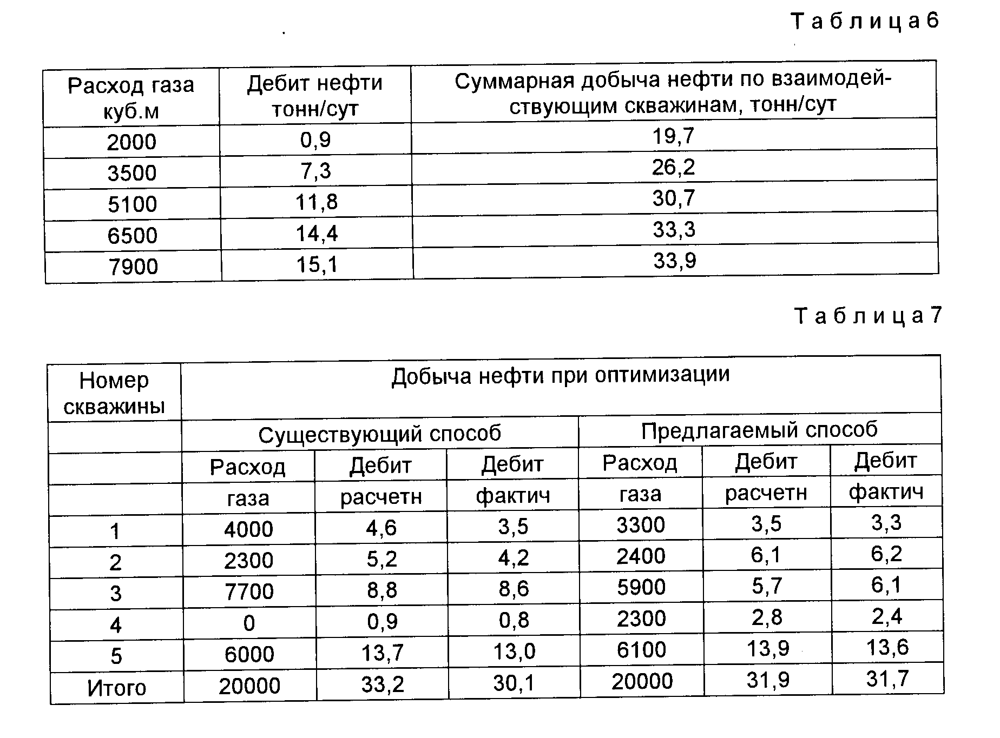 Таблица6
Расход газа Дебит нефти Суммарная добыча нефти по взаимодей-
куб.м тонн/сут ствующим скважинам, тонн/сут
2000 0,9 19,7
3500 7,3 26,2
5100 11,8 30,7
6500 14,4 33,3
7900 15,1 33,9
Таблица7
Номер Добыча нефти при оптимизации
скважины
Существующий способ Предлагаемый способ
Расход Дебит Дебит Расход Дебит Дебит
газа расчетн фактич газа расчетн фактич
1 4000 4,6 3,5 3300 3,5 3,3
2 2300 5,2 4,2 2400 6,1 6,2
3 7700 8,8 8,6 5900 5,7 6,1
4 0 0,9 0,8 2300 2,8 2,4
5 6000 13,7 13,0 6100 13,9 13,6
Итого 20000 33,2 30,1 20000 31,9 31,7